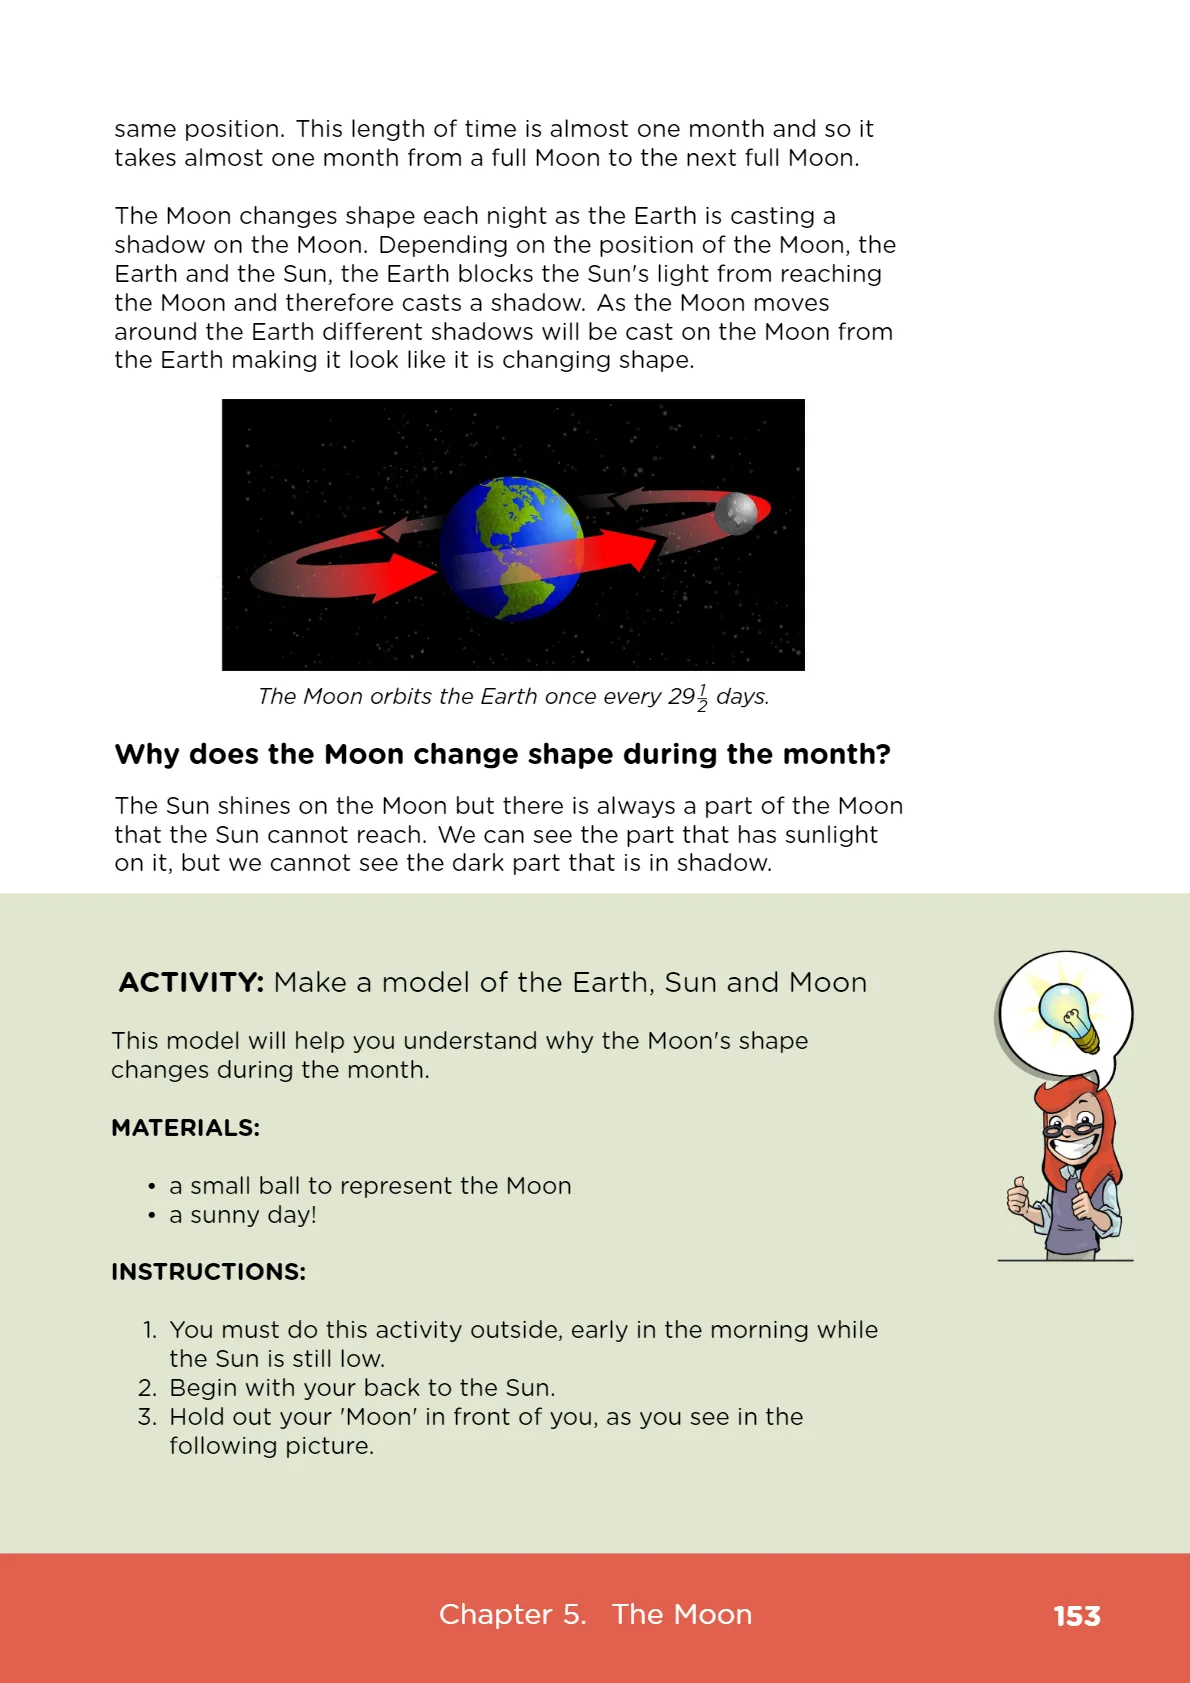 same position. This length of time is almost one month and so it
takes almost one month from a full Moon to the next full Moon.
The Moon changes shape each night as the Earth is casting a
shadow on the Moon. Depending on the position of the Moon, the
Earth and the Sun, the Earth blocks the Sun's light from reaching
the Moon and therefore casts a shadow. As the Moon moves
around the Earth different shadows will be cast on the Moon from
the Earth making it look like it is changing shape.
The Moon orbits the Earth once every 29½ days.
Why does the Moon change shape during the month?
The Sun shines on the Moon but there is always a part of the Moon
that the Sun cannot reach. We can see the part that has sunlight
on it, but we cannot see the dark part that is in shadow.
ACTIVITY: Make a model of the Earth, Sun and Moon
This model will help you understand why the Moon's shape
changes during the month.
MATERIALS:
• a small ball to represent the Moon
• a sunny day!
INSTRUCTIONS:
1. You must do this activity outside, early in the morning while
the Sun is still low.
2. Begin with your back to the Sun.
3. Hold out your 'Moon' in front of you, as you see in the
following picture.
Chapter 5. The Moon 153